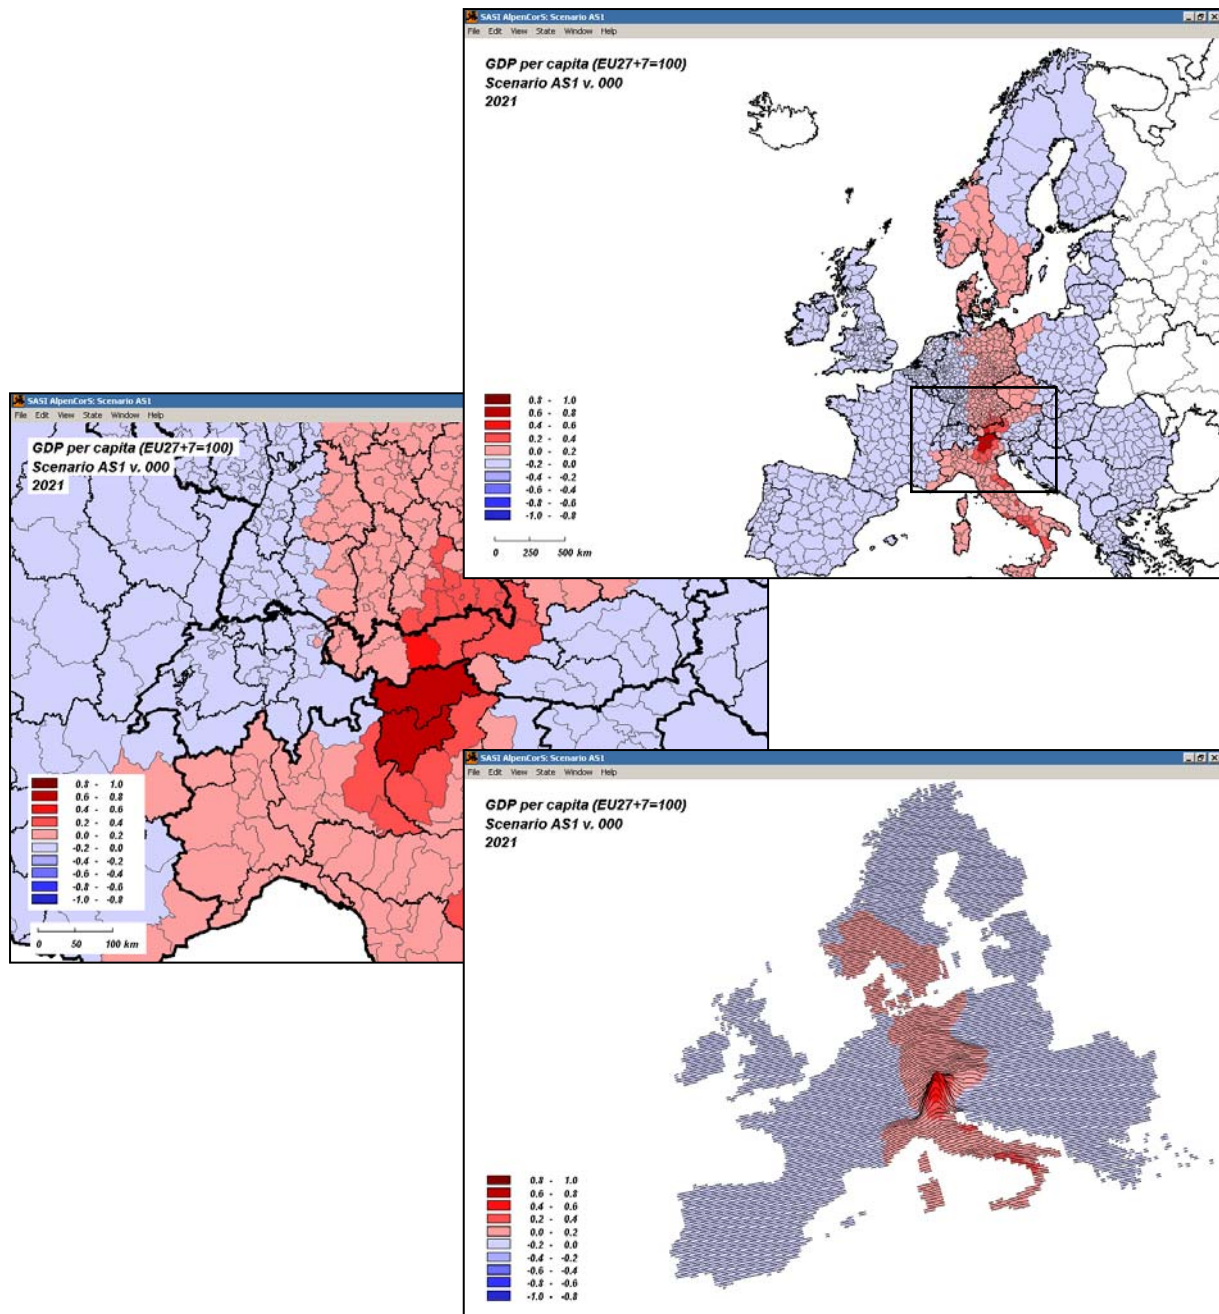 SASI AlpenCorS: Scenario AS1
File Edit View State Window Help
GDP per capita (EU27+7=100)
Scenario AS1 v. 000
2021
0.8 - 1.0
0.6 - 0.8
0.4 - 0.6
0.2 - 0.4
0.0 - 0.2
-0.2 - 0.0
-0.4 - -0.2
-0.6 - -0.4
-0.8 - -0.6
-1.0 - -0.8
0 250 500 km
SASI AlpenCorS: Scenario AS1
File Edit View State Window Help
GDP per capita (EU27+7=100)
Scenario AS1 v. 000
2021
0.8 - 1.0
0.6 - 0.8
0.4 - 0.6
0.2 - 0.4
0.0 - 0.2
-0.2 - 0.0
-0.4 - -0.2
-0.6 - -0.4
-0.8 - -0.6
-1.0 - -0.8
0 50 100 km
SASI AlpenCorS: Scenario AS1
File Edit View State Window Help
GDP per capita (EU27+7=100)
Scenario AS1 v. 000
2021
0.8 - 1.0
0.6 - 0.8
0.4 - 0.6
0.2 - 0.4
0.0 - 0.2
-0.2 - 0.0
-0.4 - -0.2
-0.6 - -0.4
-0.8 - -0.6
-1.0 - -0.8